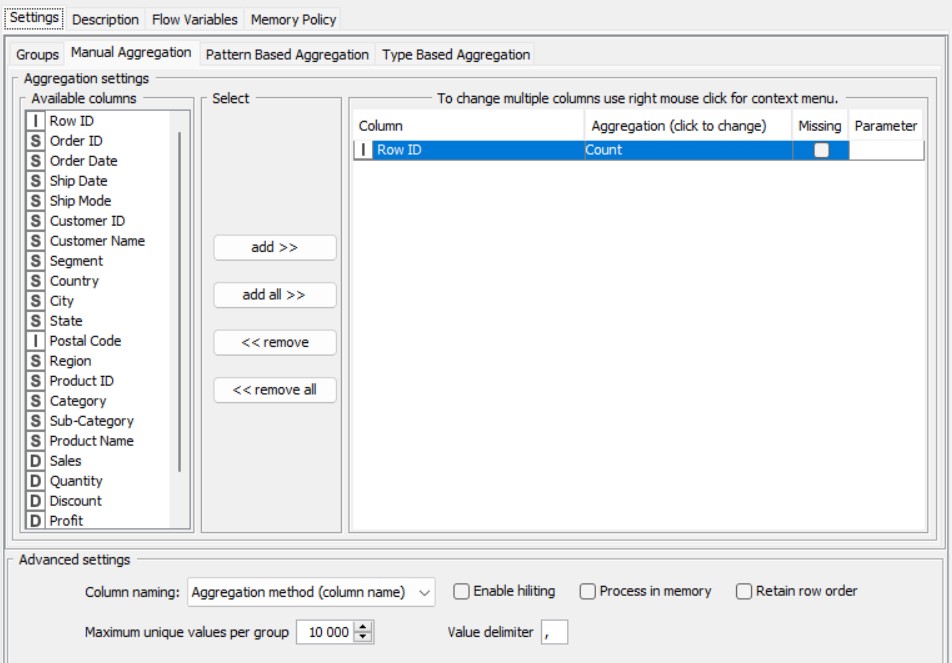 Settings Description Flow Variables Memory Policy
Groups Manual Aggregation Pattern Based Aggregation Type Based Aggregation
Aggregation settings
Available columns
I Row ID
S Order ID
S Order Date
S Ship Date
S Ship Mode
S Customer ID
S Customer Name
S Segment
S Country
S City
S State
I Postal Code
S Region
S Product ID
S Category
S Sub-Category
S Product Name
D Sales
D Quantity
D Discount
D Profit
Select
add >>
add all >>
<< remove
<< remove all
To change multiple columns use right mouse click for context menu.
Column Aggregation (click to change) Missing Parameter
I Row ID Count
Advanced settings
Column naming: Aggregation method (column name) Enable hiliting Process in memory Retain row order
Maximum unique values per group 10 000 Value delimiter ,